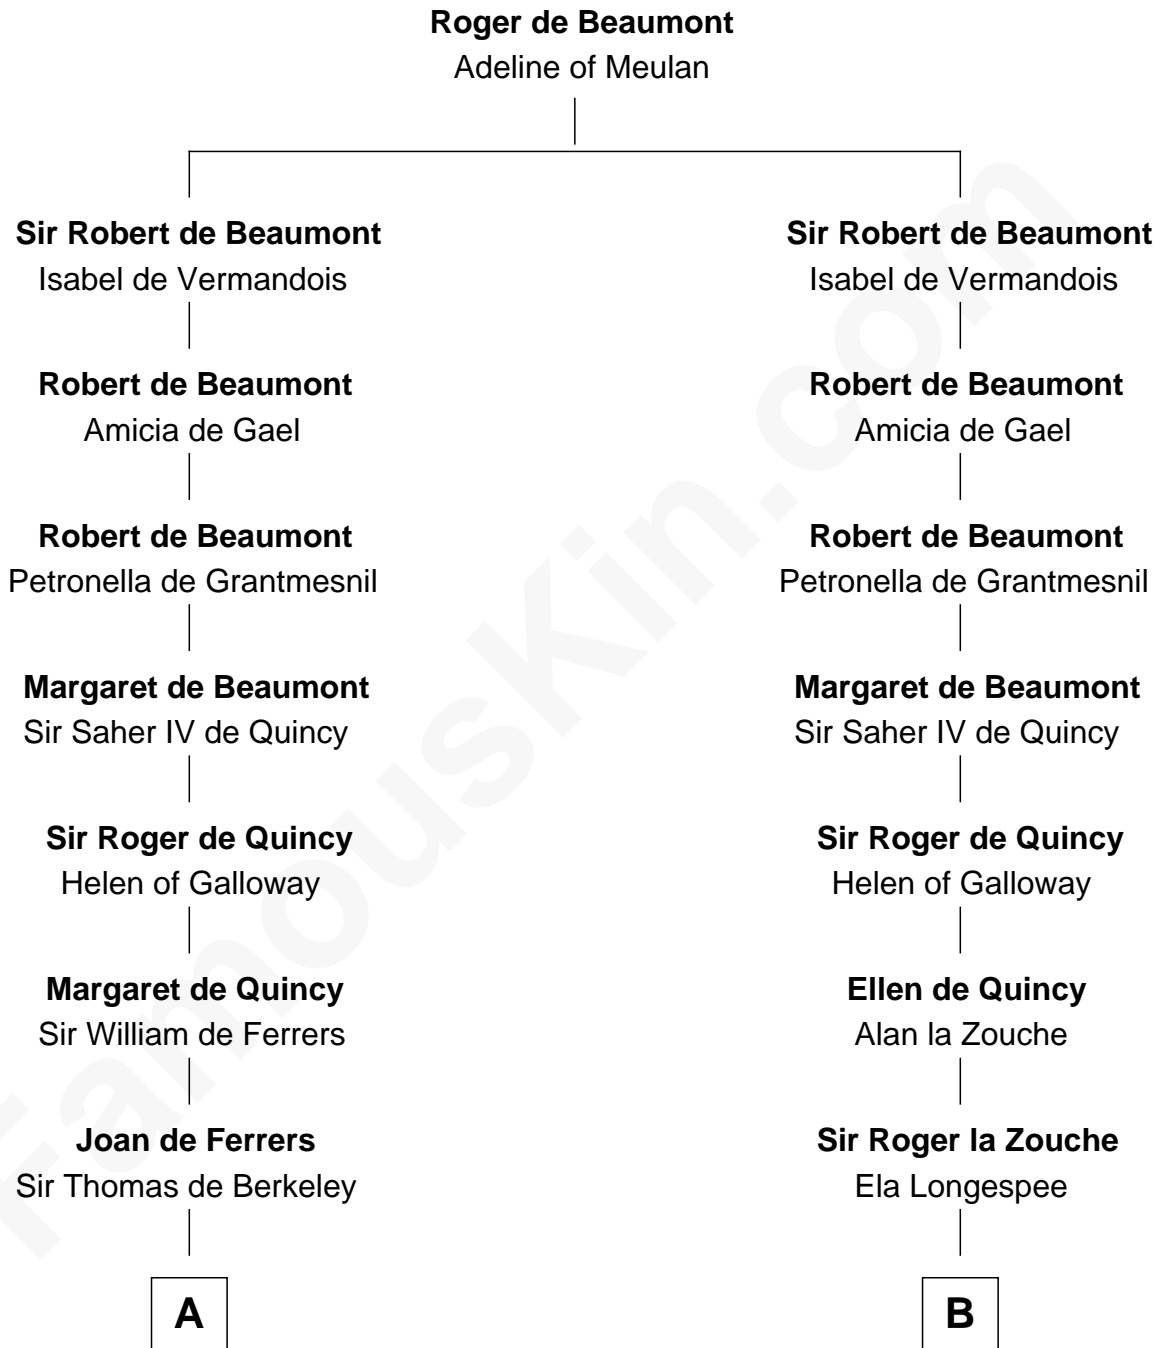 Roger de Beaumont
Adeline of Meulan
Sir Robert de Beaumont
Isabel de Vermandois
Sir Robert de Beaumont
Isabel de Vermandois
Robert de Beaumont
Amicia de Gael
Robert de Beaumont
Amicia de Gael
Robert de Beaumont
Petronella de Grantmesnil
Robert de Beaumont
Petronella de Grantmesnil
Margaret de Beaumont
Sir Saher IV de Quincy
Margaret de Beaumont
Sir Saher IV de Quincy
Sir Roger de Quincy
Helen of Galloway
Sir Roger de Quincy
Helen of Galloway
Margaret de Quincy
Sir William de Ferrers
Ellen de Quincy
Alan la Zouche
Joan de Ferrers
Sir Thomas de Berkeley
Sir Roger la Zouche
Ela Longespee
A
B
FamousKin.com